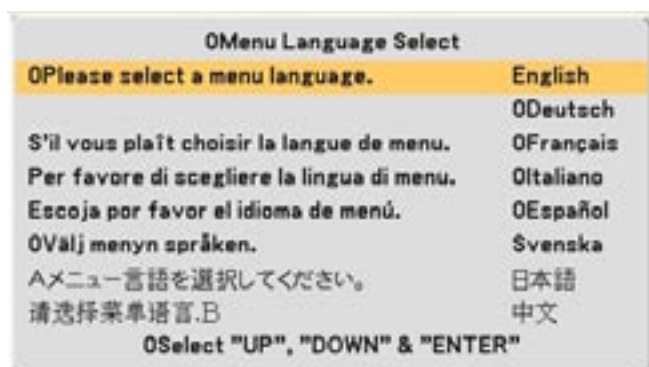 0Menu Language Select
0Please select a menu language. English
0Deutsch
S'il vous plaît choisir la langue de menu. 0Français
Per favore di scegliere la lingua di menu. 0Italiano
Escoja por favor el idioma de menú. 0Español
0Välj menyn språken. Svenska
Aメニュー言語を選択してください。 日本語
请选择菜单语言.B 中文
0Select "UP", "DOWN" & "ENTER"